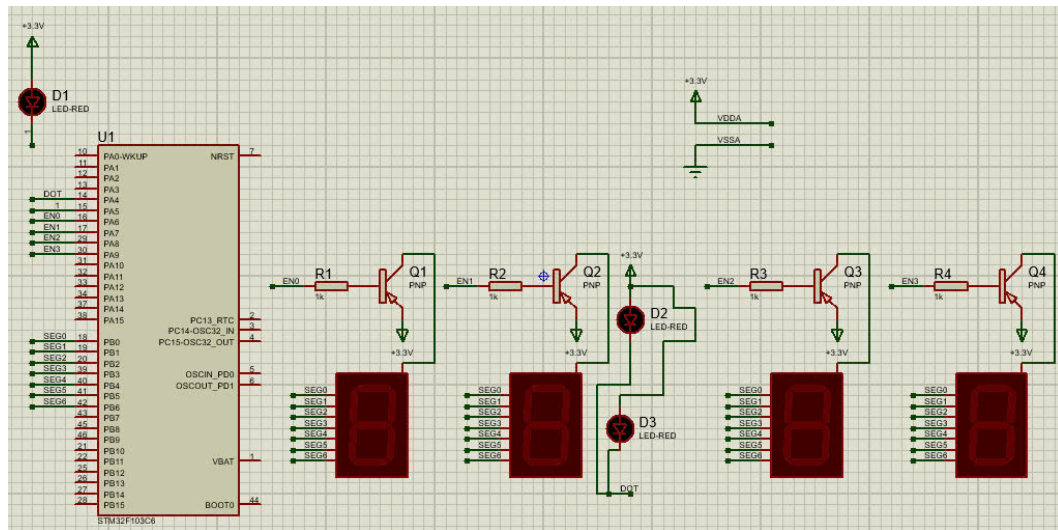 +3.3V
D1
LED-RED
1
U1
10 PA0-WKUP NRST 7
11 PA1
12 PA2
13 PA3
DOT 14 PA4
1 15 PA5
EN0 16 PA6
EN1 17 PA7
EN2 29 PA8
EN3 30 PA9
31 PA10
32 PA11
33 PA12
34 PA13
37 PA14
38 PA15
PC13_RTC 2
PC14-OSC32_IN 3
PC15-OSC32_OUT 4
SEG0 18 PB0
SEG1 19 PB1
SEG2 20 PB2
SEG3 39 PB3
SEG4 40 PB4
SEG5 41 PB5
SEG6 42 PB6
43 PB7
45 PB8
46 PB9
21 PB10
22 PB11
25 PB12
26 PB13
27 PB14
28 PB15
OSCIN_PD0 5
OSCOUT_PD1 6
VBAT 1
BOOT0 44
STM32F103C6
+3.3V
VDDA
VSSA
EN0
R1
1k
Q1
PNP
+3.3V
EN1
R2
1k
Q2
PNP
+3.3V
+3.3V
D2
LED-RED
D3
LED-RED
DOT
EN2
R3
1k
Q3
PNP
+3.3V
EN3
R4
1k
Q4
PNP
+3.3V
SEG0
SEG1
SEG2
SEG3
SEG4
SEG5
SEG6
SEG0
SEG1
SEG2
SEG3
SEG4
SEG5
SEG6
SEG0
SEG1
SEG2
SEG3
SEG4
SEG5
SEG6
SEG0
SEG1
SEG2
SEG3
SEG4
SEG5
SEG6